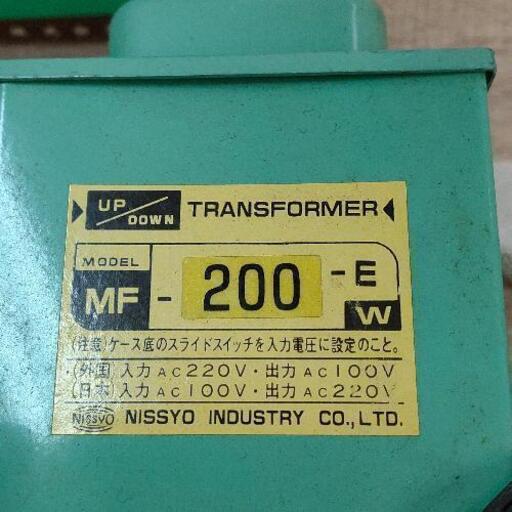 UP/DOWN TRANSFORMER
MODEL
MF-200-E
W
(注意)ケース底のスライドスイッチを入力電圧に設定のこと。
(外国)入力AC220V・出力AC100V
(日本)入力AC100V・出力AC220V
NISSYO NISSYO INDUSTRY CO.,LTD.